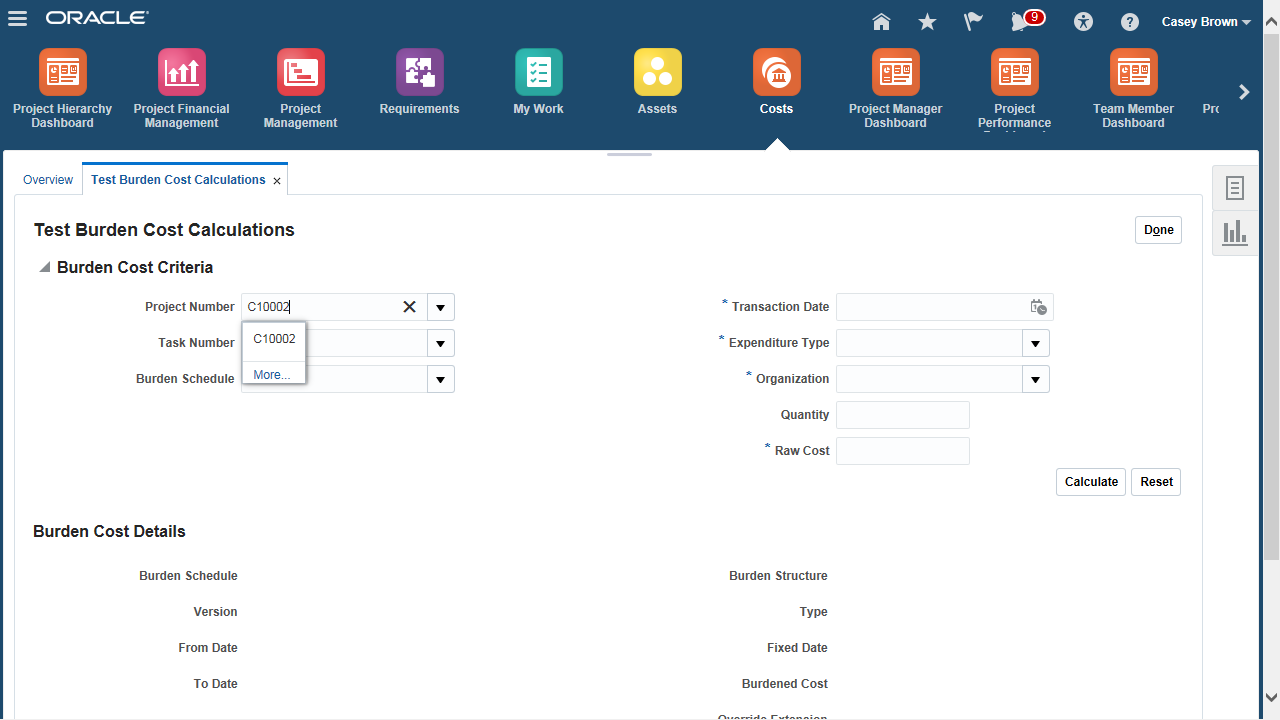 ORACLE
9
Casey Brown
Project Hierarchy Dashboard
Project Financial Management
Project Management
Requirements
My Work
Assets
Costs
Project Manager Dashboard
Project Performance
Team Member Dashboard
Overview
Test Burden Cost Calculations
Test Burden Cost Calculations
Done
Burden Cost Criteria
Project Number C10002
C10002
More...
Task Number
Burden Schedule
* Transaction Date
* Expenditure Type
* Organization
Quantity
* Raw Cost
Calculate Reset
Burden Cost Details
Burden Schedule
Version
From Date
To Date
Burden Structure
Type
Fixed Date
Burdened Cost
Override Extension